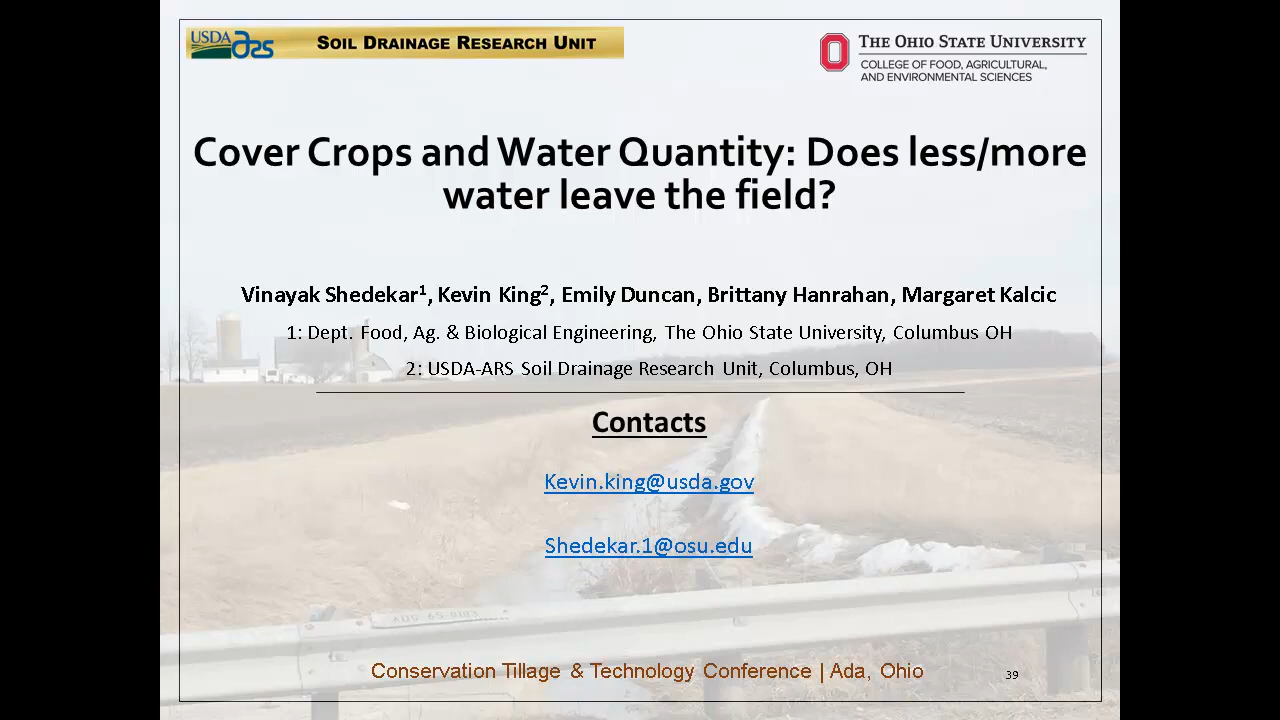 USDA ars SOIL DRAINAGE RESEARCH UNIT
THE OHIO STATE UNIVERSITY
COLLEGE OF FOOD, AGRICULTURAL,
AND ENVIRONMENTAL SCIENCES
Cover Crops and Water Quantity: Does less/more
water leave the field?
Vinayak Shedekar¹, Kevin King², Emily Duncan, Brittany Hanrahan, Margaret Kalcic
1: Dept. Food, Ag. & Biological Engineering, The Ohio State University, Columbus OH
2: USDA-ARS Soil Drainage Research Unit, Columbus, OH
Contacts
Kevin.king@usda.gov
Shedekar.1@osu.edu
Conservation Tillage & Technology Conference | Ada, Ohio
39